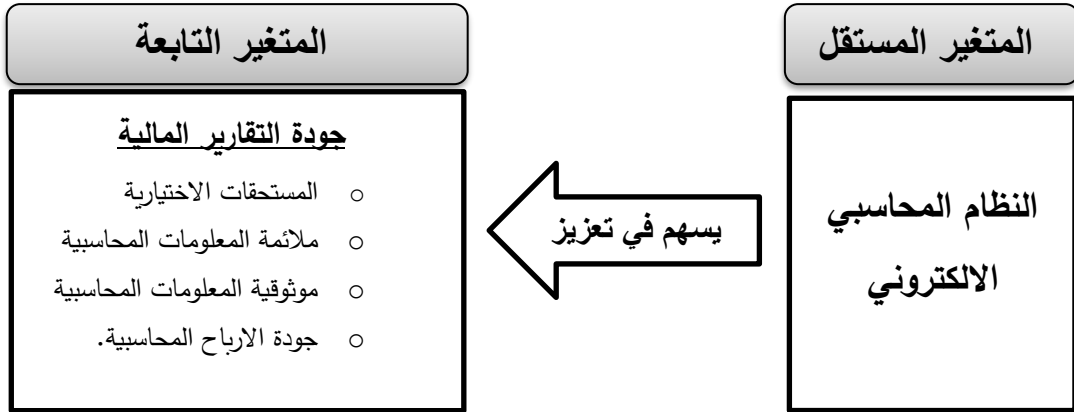 المتغير المستقل
النظام المحاسبي
الالكتروني
يسهم في تعزيز
المتغير التابعة
جودة التقارير المالية
○ المستحقات الاختيارية
○ ملائمة المعلومات المحاسبية
○ موثوقية المعلومات المحاسبية
○ جودة الارباح المحاسبية.